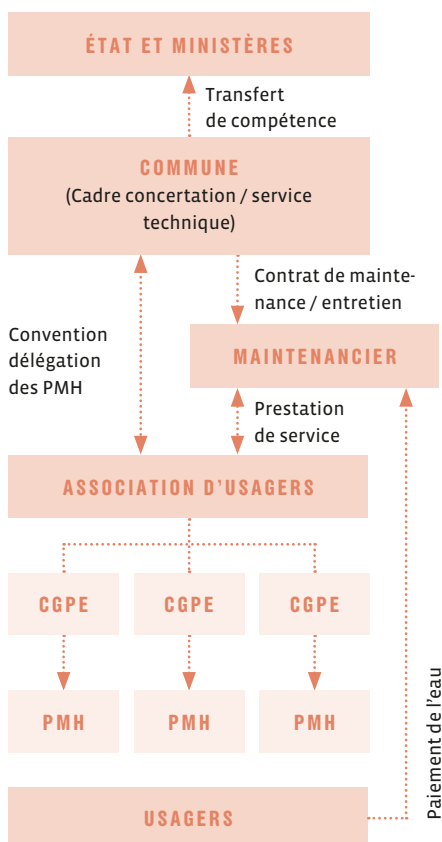 ÉTAT ET MINISTÈRES
Transfert
de compétence
COMMUNE
(Cadre concertation / service
technique)
Contrat de mainte-
nance / entretien
Convention
délégation
des PMH
MAINTENANCIER
Prestation
de service
ASSOCIATION D'USAGERS
CGPE
CGPE
CGPE
PMH
PMH
PMH
Paiement de l'eau
USAGERS